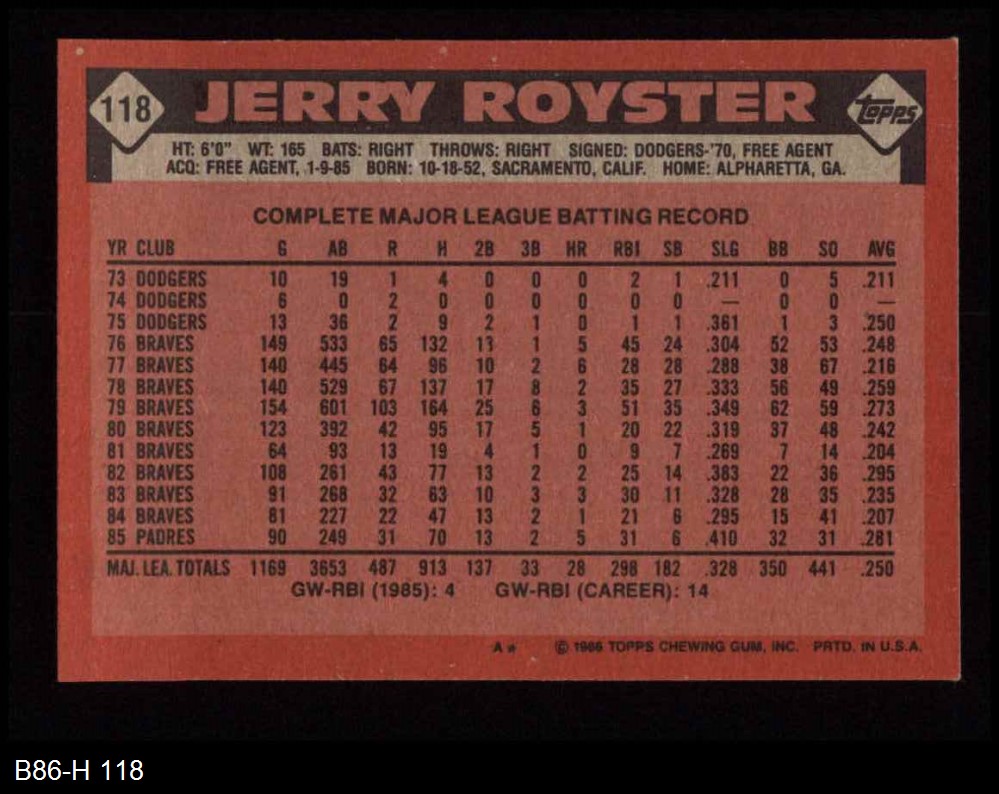 118 JERRY ROYSTER topps
HT: 6'0" WT: 165 BATS: RIGHT THROWS: RIGHT SIGNED: DODGERS-'70, FREE AGENT
ACQ: FREE AGENT, 1-9-85 BORN: 10-18-52, SACRAMENTO, CALIF. HOME: ALPHARETTA, GA.
COMPLETE MAJOR LEAGUE BATTING RECORD
YR CLUB G AB R H 2B 3B HR RBI SB SLG BB SO AVG
73 DODGERS 10 19 1 4 0 0 0 2 1 .211 0 5 .211
74 DODGERS 6 0 2 0 0 0 0 0 0 — 0 0 —
75 DODGERS 13 36 2 9 2 1 0 1 1 .361 1 3 .250
76 BRAVES 149 533 65 132 13 1 5 45 24 .304 52 53 .248
77 BRAVES 140 445 64 96 10 2 6 28 28 .288 38 67 .216
78 BRAVES 140 529 67 137 17 8 2 35 27 .333 56 49 .259
79 BRAVES 154 601 103 164 25 6 3 51 35 .349 62 59 .273
80 BRAVES 123 392 42 95 17 5 1 20 22 .319 37 48 .242
81 BRAVES 64 93 13 19 4 1 0 9 7 .269 7 14 .204
82 BRAVES 108 261 43 77 13 2 2 25 14 .383 22 36 .295
83 BRAVES 91 268 32 63 10 3 3 30 11 .328 28 35 .235
84 BRAVES 81 227 22 47 13 2 1 21 6 .295 15 41 .207
85 PADRES 90 249 31 70 13 2 5 31 6 .410 32 31 .281
MAJ. LEA. TOTALS 1169 3653 487 913 137 33 28 298 182 .328 350 441 .250
GW-RBI (1985): 4 GW-RBI (CAREER): 14
A* © 1986 TOPPS CHEWING GUM, INC. PRTD. IN U.S.A.
B86-H 118